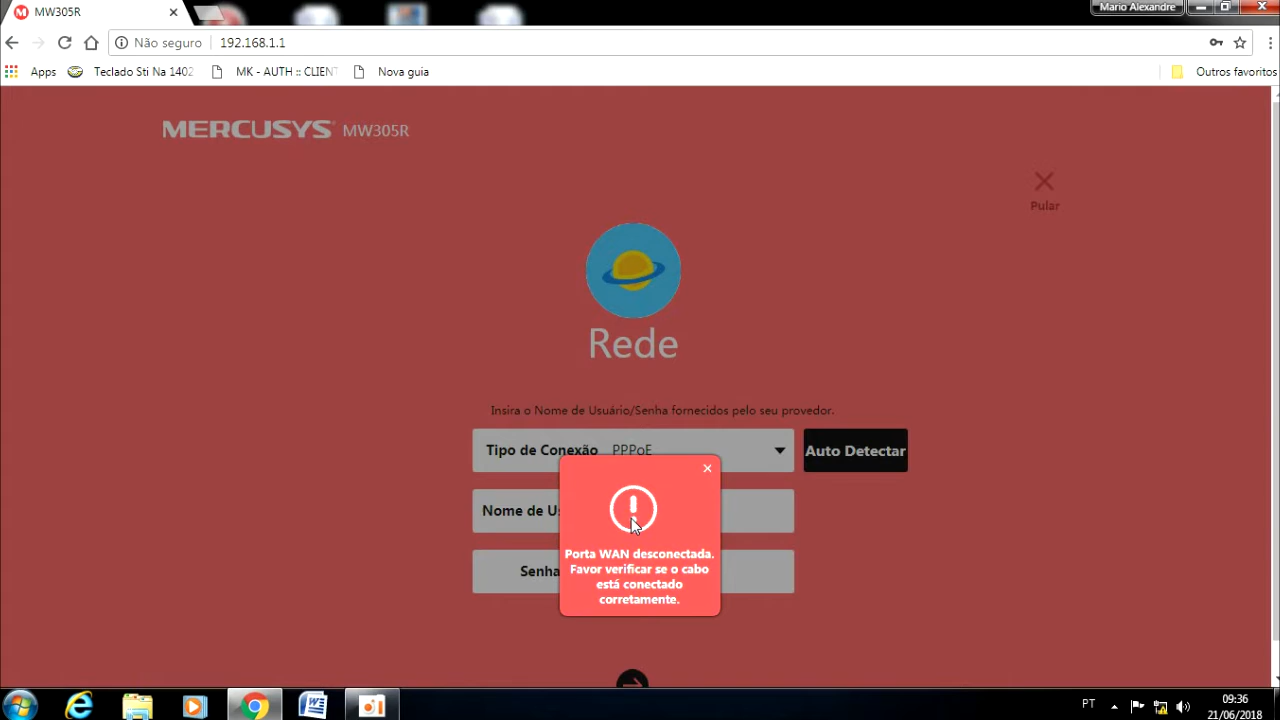 MW305R
Mario Alexandre
Não seguro
192.168.1.1
Apps
Teclado Sti Na 1402
MK - AUTH :: CLIENT
Nova guia
Outros favoritos
MERCUSYS MW305R
Pular
Rede
Insira o Nome de Usuário/Senha fornecidos pelo seu provedor.
Tipo de Conexão PPPoE
Auto Detectar
Nome de Us
Senha
Porta WAN desconectada.
Favor verificar se o cabo
está conectado
corretamente.
PT
09:36
21/06/2018